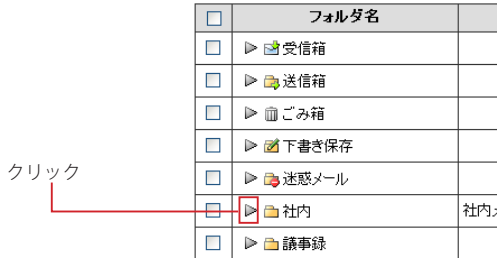 フォルダ名
受信箱
送信箱
ごみ箱
下書き保存
迷惑メール
クリック
社内 社内
議事録